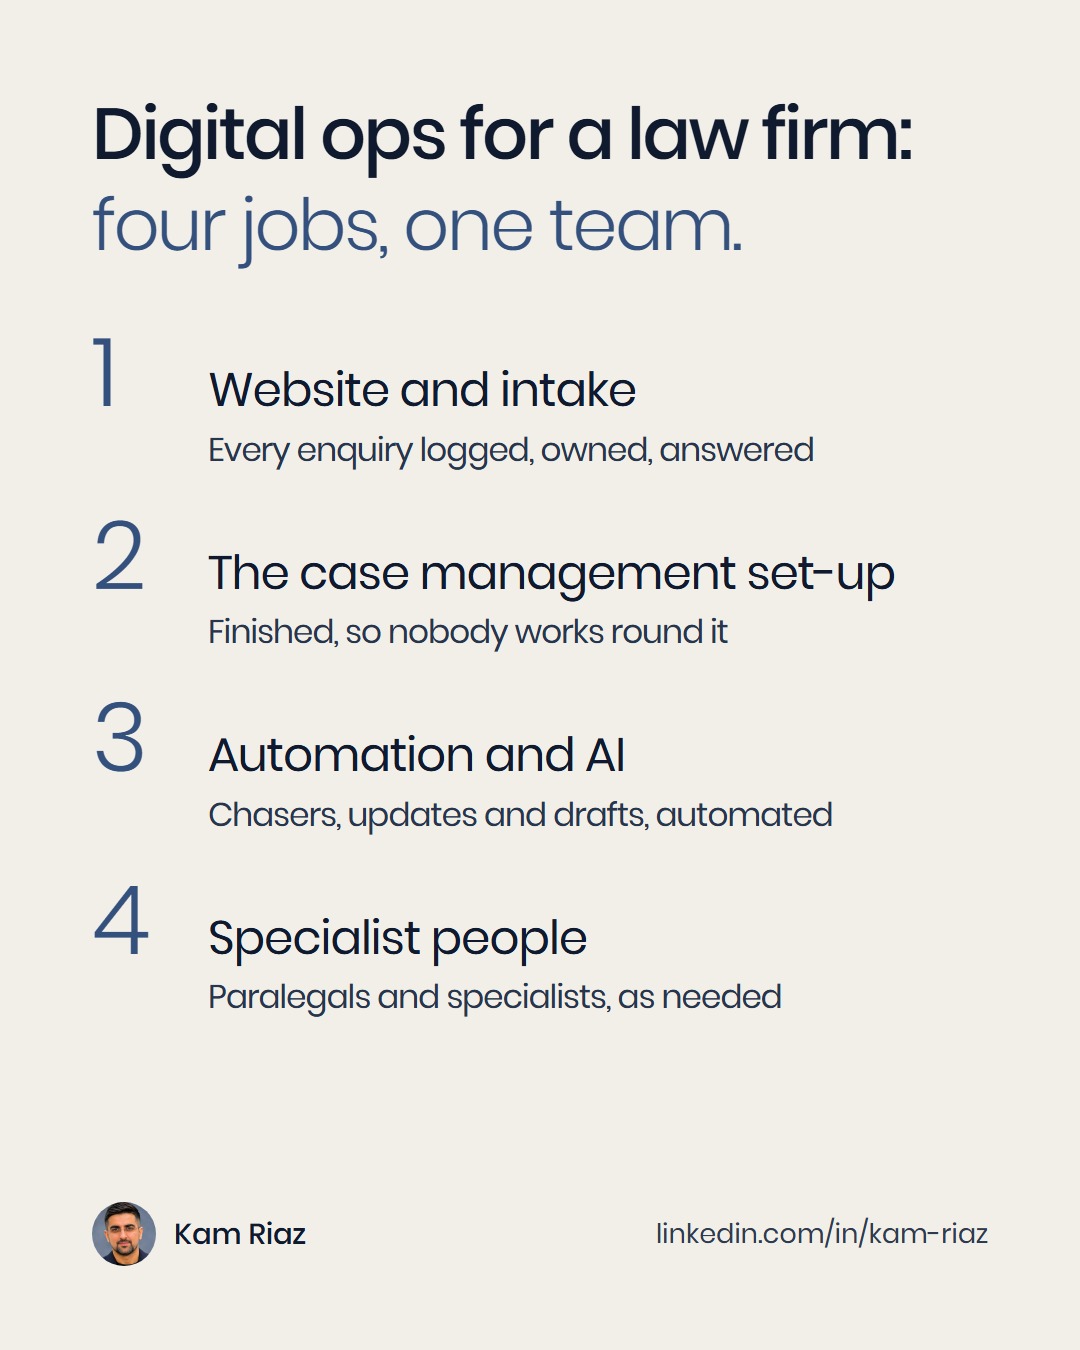 Digital ops for a law firm:
four jobs, one team.
1
Website and intake
Every enquiry logged, owned, answered
2
The case management set-up
Finished, so nobody works round it
3
Automation and AI
Chasers, updates and drafts, automated
4
Specialist people
Paralegals and specialists, as needed
Kam Riaz
linkedin.com/in/kam-riaz